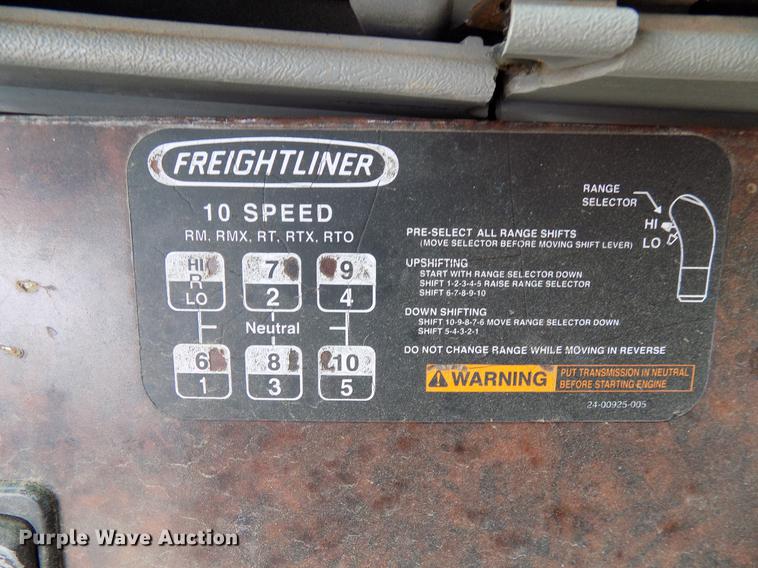 FREIGHTLINER
10 SPEED
RM, RMX, RT, RTX, RTO
HI 7 9
R
LO 2 4
Neutral
6 8 10
1 3 5
RANGE
SELECTOR
HI
LO
PRE-SELECT ALL RANGE SHIFTS
(MOVE SELECTOR BEFORE MOVING SHIFT LEVER)
UPSHIFTING
START WITH RANGE SELECTOR DOWN
SHIFT 1-2-3-4-5 RAISE RANGE SELECTOR
SHIFT 6-7-8-9-10
DOWN SHIFTING
SHIFT 10-9-8-7-6 MOVE RANGE SELECTOR DOWN
SHIFT 5-4-3-2-1
DO NOT CHANGE RANGE WHILE MOVING IN REVERSE
WARNING
PUT TRANSMISSION IN NEUTRAL
BEFORE STARTING ENGINE
24-00925-005
Purple Wave Auction